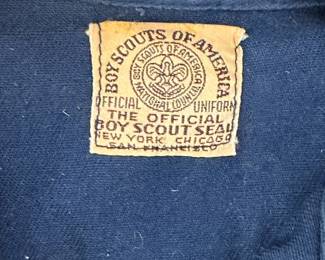 BOY SCOUTS OF AMERICA
BOY SCOUTS OF AMERICA
NATIONAL COUNCIL
OFFICIAL UNIFORM
THE OFFICIAL
BOY SCOUT SEAL
NEW YORK CHICAGO
SAN FRANCISCO